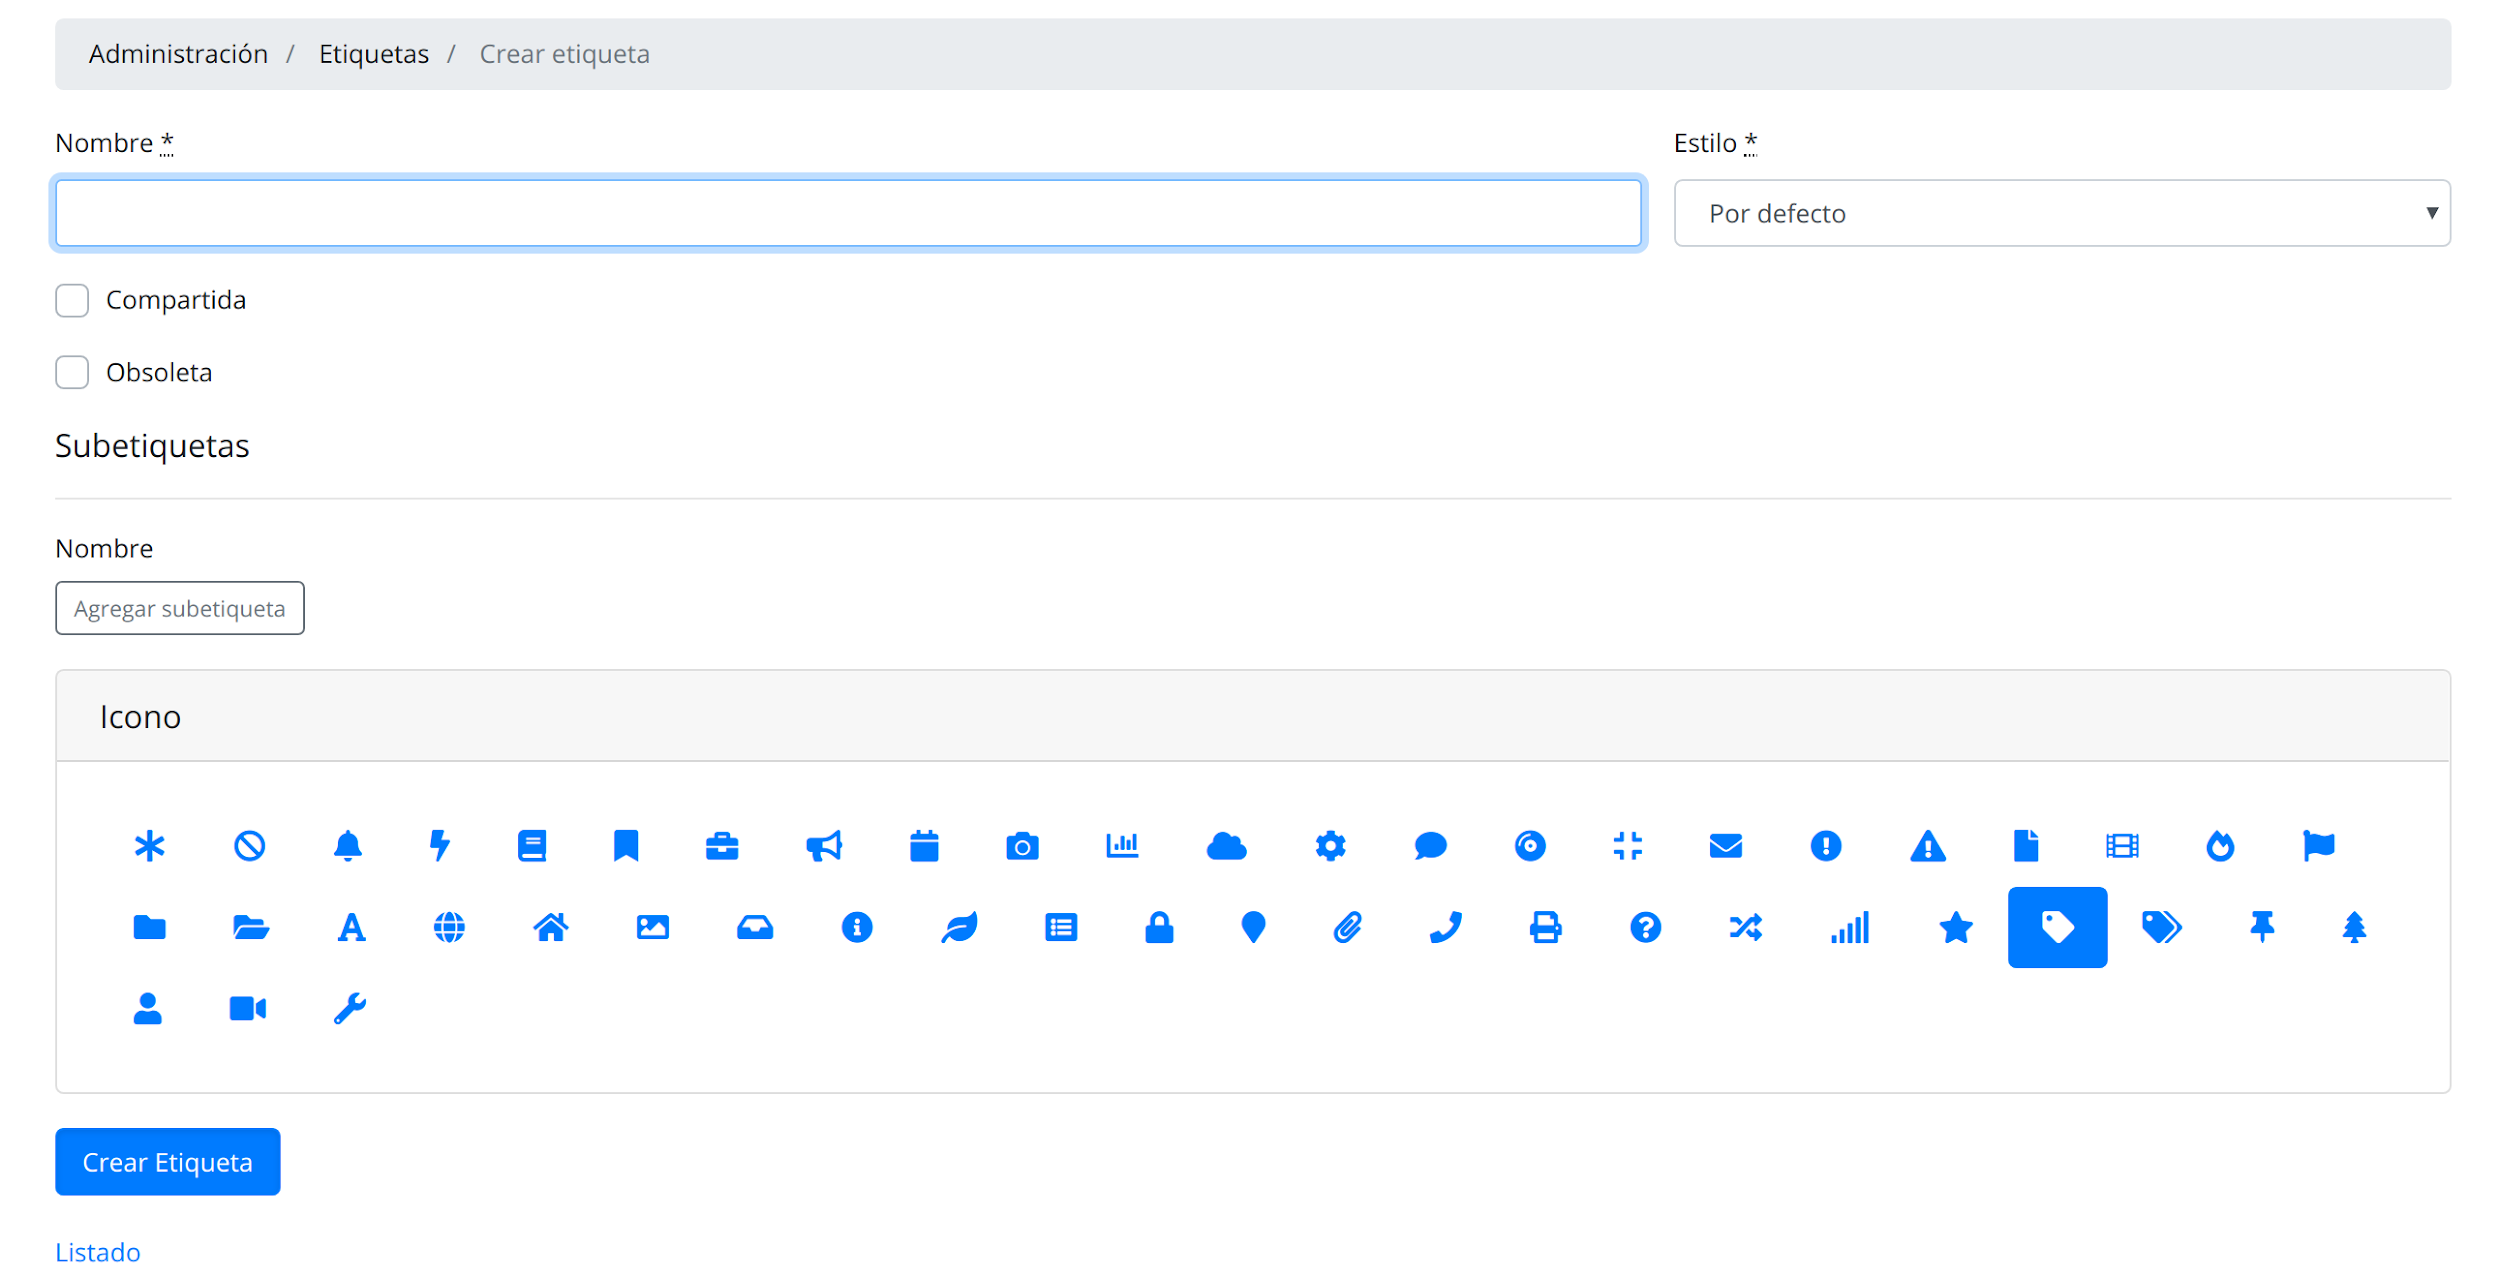 Administración / Etiquetas / Crear etiqueta
Nombre * Estilo *
Por defecto
Compartida
Obsoleta
Subetiquetas
Nombre
Agregar subetiqueta
Icono
Crear Etiqueta
Listado